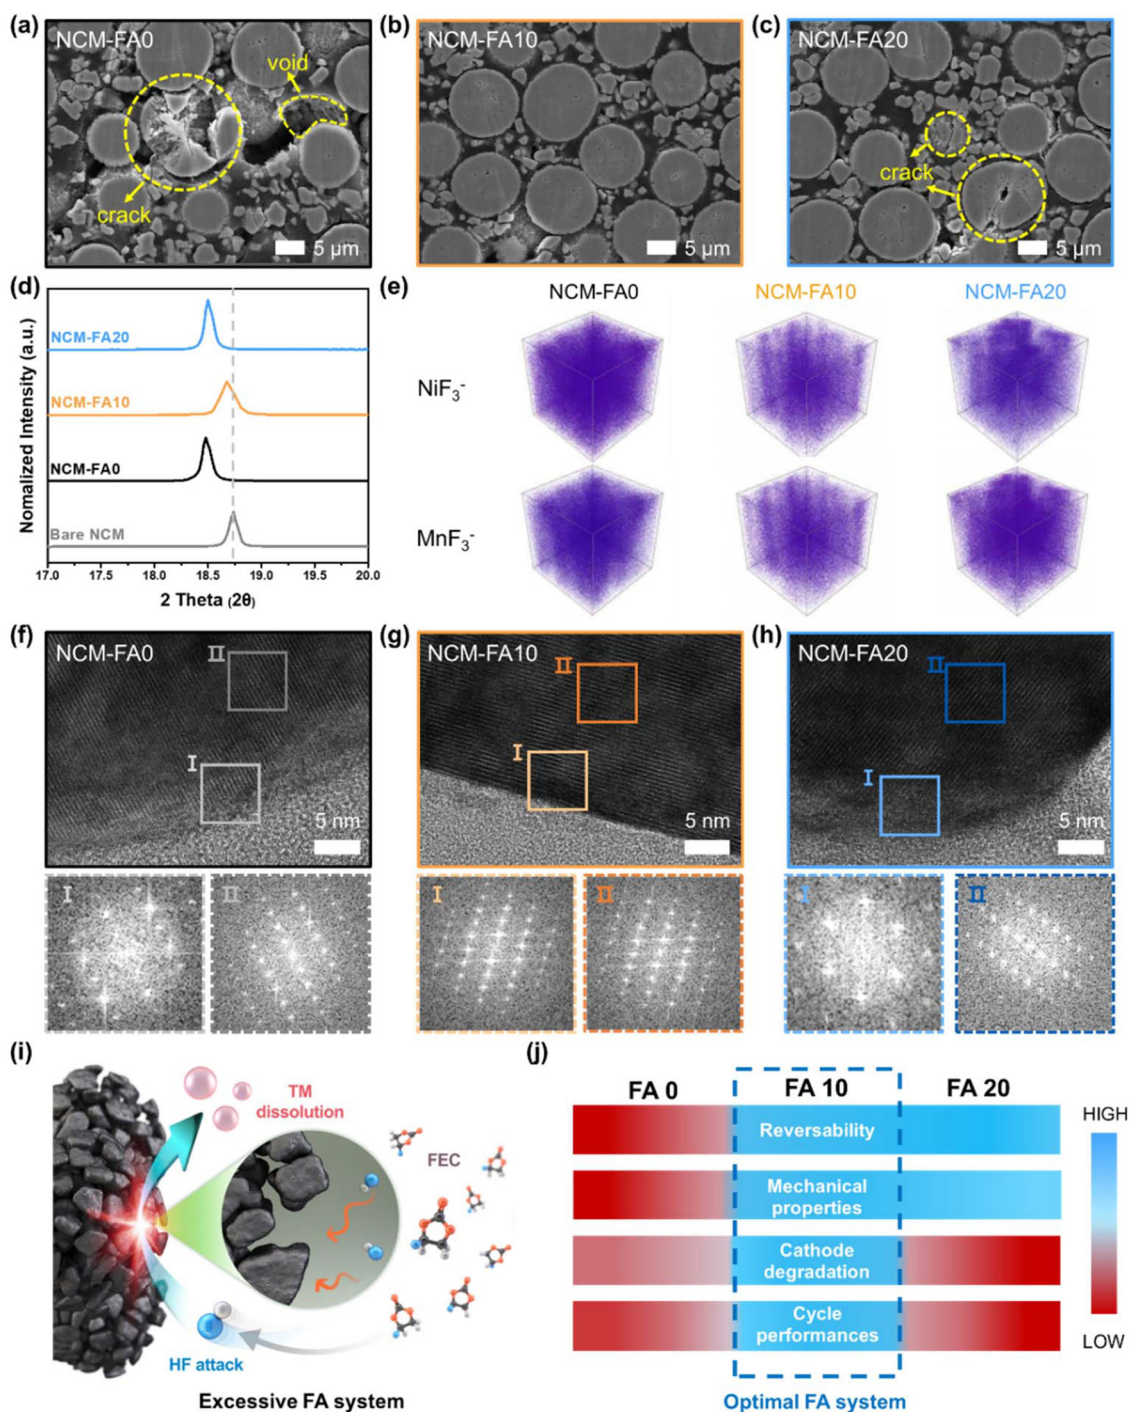 (a)
NCM-FA0
void
crack
5 μm
(b)
NCM-FA10
5 μm
(c)
NCM-FA20
crack
5 μm
(d)
Nomalized Intensity (a.u.)
NCM-FA20
NCM-FA10
NCM-FA0
Bare NCM
17.0 17.5 18.0 18.5 19.0 19.5 20.0
2 Theta (2θ)
(e)
NCM-FA0 NCM-FA10 NCM-FA20
NiF₃⁻
MnF₃⁻
(f)
NCM-FA0
II
I
5 nm
I II
(g)
NCM-FA10
II
I
5 nm
I II
(h)
NCM-FA20
II
I
5 nm
I II
(i)
TM
dissolution
FEC
HF attack
Excessive FA system
(j)
FA 0 FA 10 FA 20
Reversability
Mechanical
properties
Cathode
degradation
Cycle
performances
HIGH
LOW
Optimal FA system